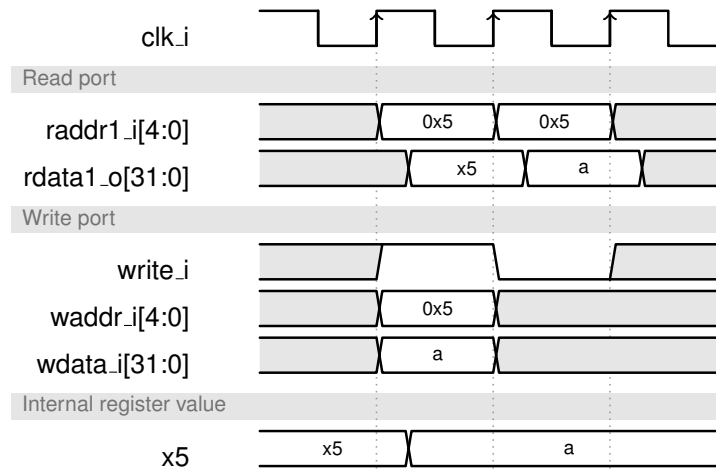 clk_i
Read port
raddr1_i[4:0] 0x5 0x5
rdata1_o[31:0] x5 a
Write port
write_i
waddr_i[4:0] 0x5
wdata_i[31:0] a
Internal register value
x5 x5 a